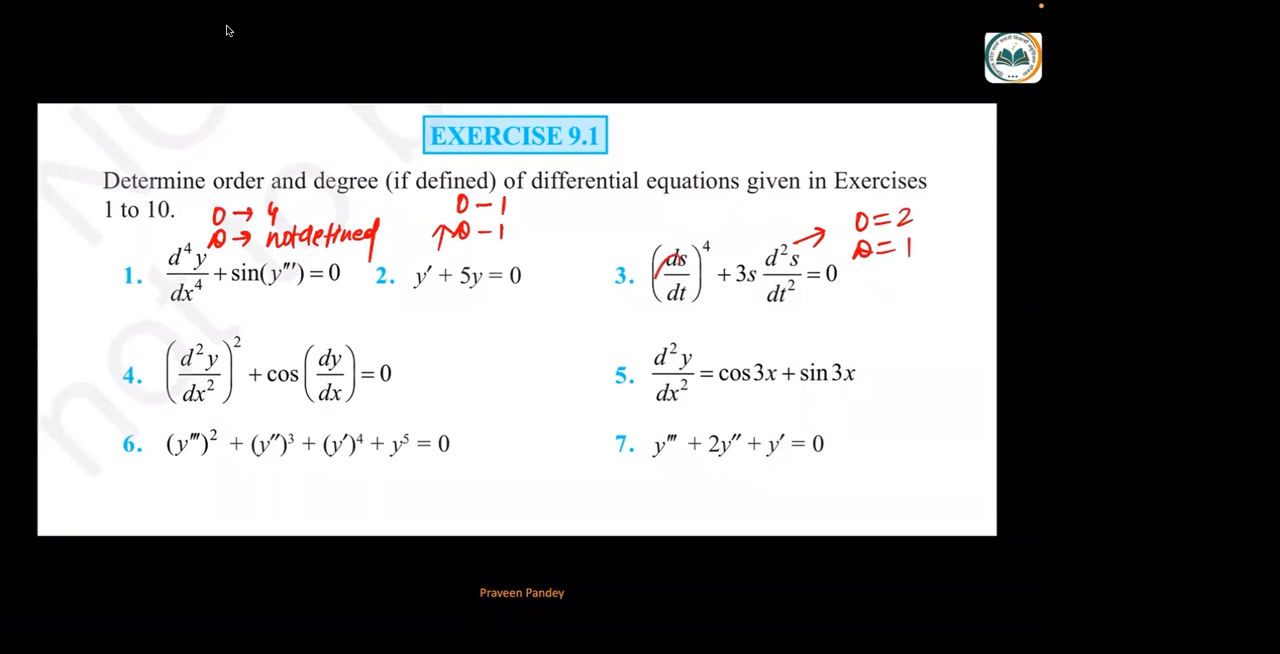 EXERCISE 9.1
Determine order and degree (if defined) of differential equations given in Exercises
1 to 10.
O → 4
D → not defined
O - 1
D - 1
O = 2
D = 1
1. d⁴y/dx⁴ + sin(y‴) = 0
2. y′ + 5y = 0
3. (ds/dt)⁴ + 3s d²s/dt² = 0
4. (d²y/dx²)² + cos(dy/dx) = 0
5. d²y/dx² = cos 3x + sin 3x
6. (y‴)² + (y″)³ + (y′)⁴ + y⁵ = 0
7. y‴ + 2y″ + y′ = 0
Praveen Pandey